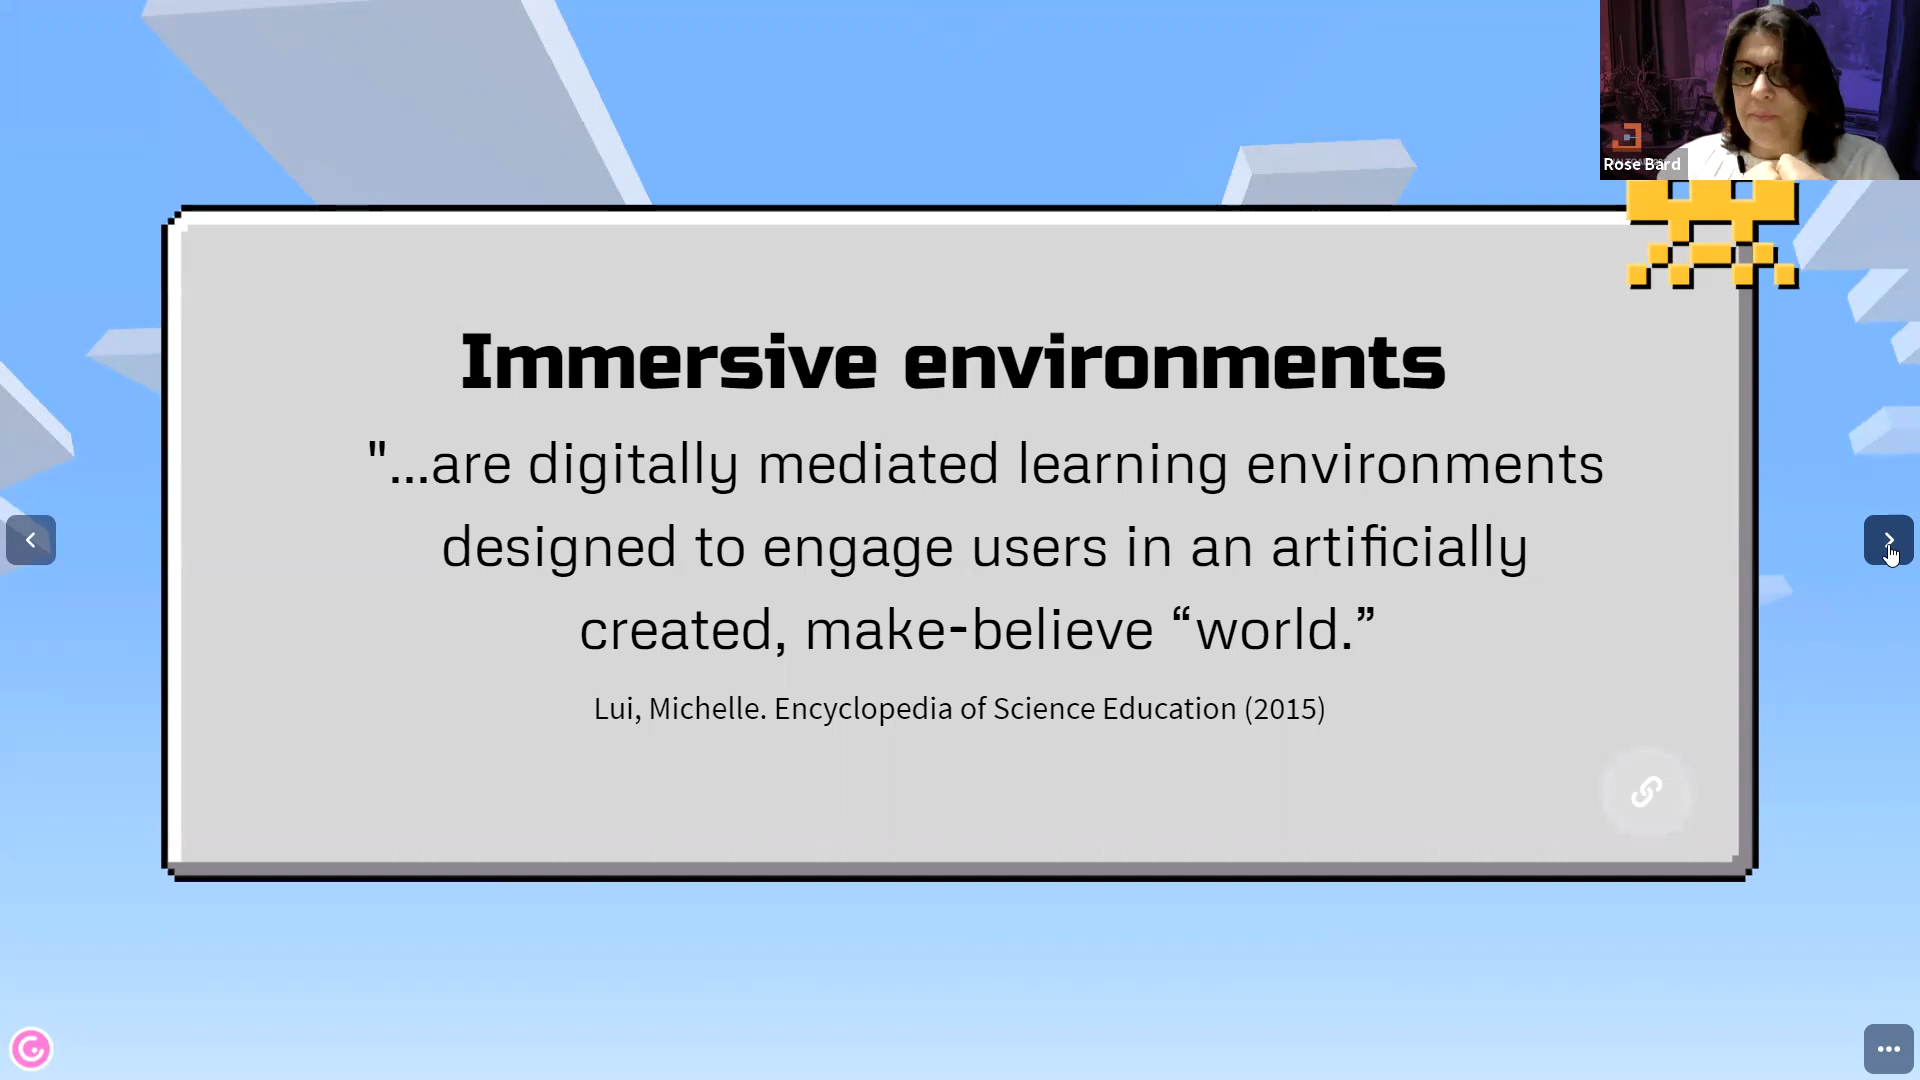 Rose Bard
Immersive environments
"...are digitally mediated learning environments
designed to engage users in an artificially
created, make-believe “world.”
Lui, Michelle. Encyclopedia of Science Education (2015)